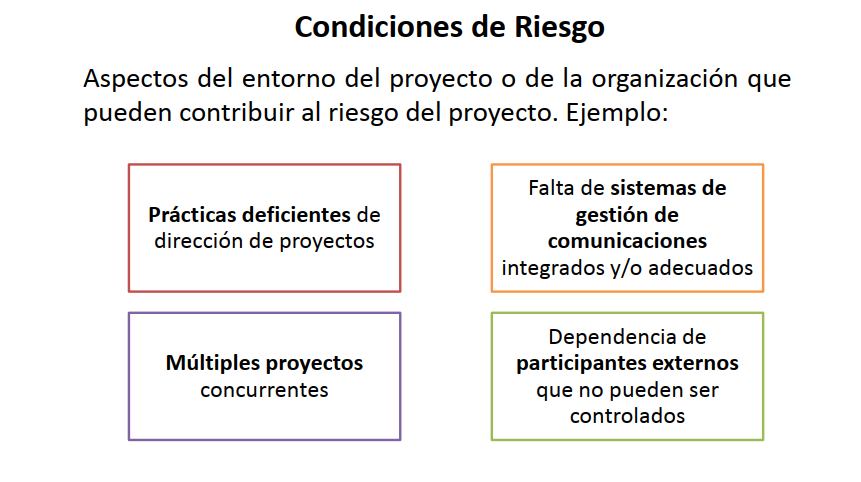 Condiciones de Riesgo
Aspectos del entorno del proyecto o de la organización que
pueden contribuir al riesgo del proyecto. Ejemplo:
Prácticas deficientes de
dirección de proyectos
Falta de sistemas de
gestión de
comunicaciones
integrados y/o adecuados
Múltiples proyectos
concurrentes
Dependencia de
participantes externos
que no pueden ser
controlados